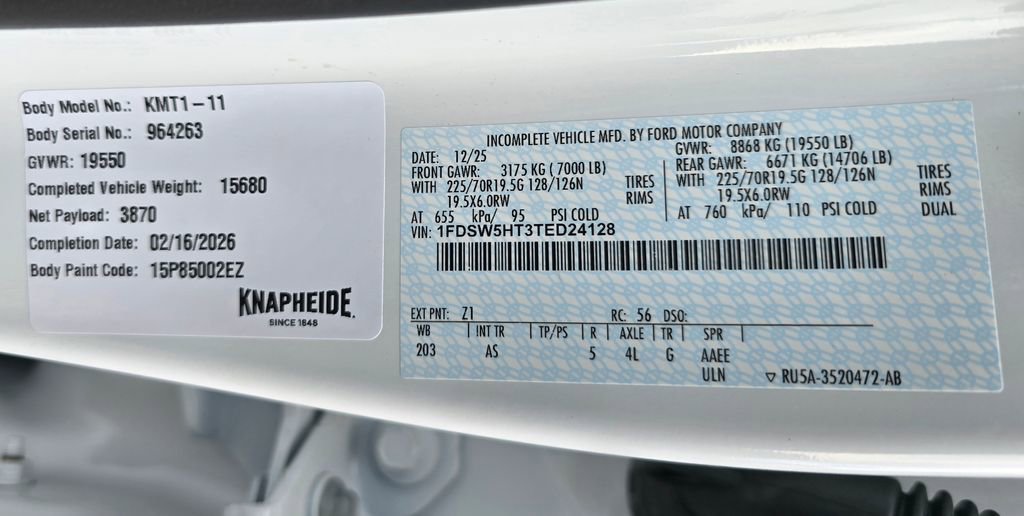 Body Model No.: KMT1-11
Body Serial No.: 964263
GVWR: 19550
Completed Vehicle Weight: 15680
Net Payload: 3870
Completion Date: 02/16/2026
Body Paint Code: 15P85002EZ
KNAPHEIDE
SINCE 1848
INCOMPLETE VEHICLE MFD. BY FORD MOTOR COMPANY
DATE: 12/25
FRONT GAWR: 3175 KG ( 7000 LB)
WITH 225/70R19.5G 128/126N TIRES
19.5X6.0RW RIMS
AT 655 kPa/ 95 PSI COLD
GVWR: 8868 KG (19550 LB)
REAR GAWR: 6671 KG (14706 LB)
WITH 225/70R19.5G 128/126N TIRES
19.5X6.0RW RIMS
AT 760 kPa/ 110 PSI COLD DUAL
VIN: 1FDSW5HT3TED24128
EXT PNT: Z1 RC: 56 DSO:
WB INT TR TP/PS R AXLE TR SPR
203 AS 5 4L G AAEE
ULN ▽ RU5A-3520472-AB